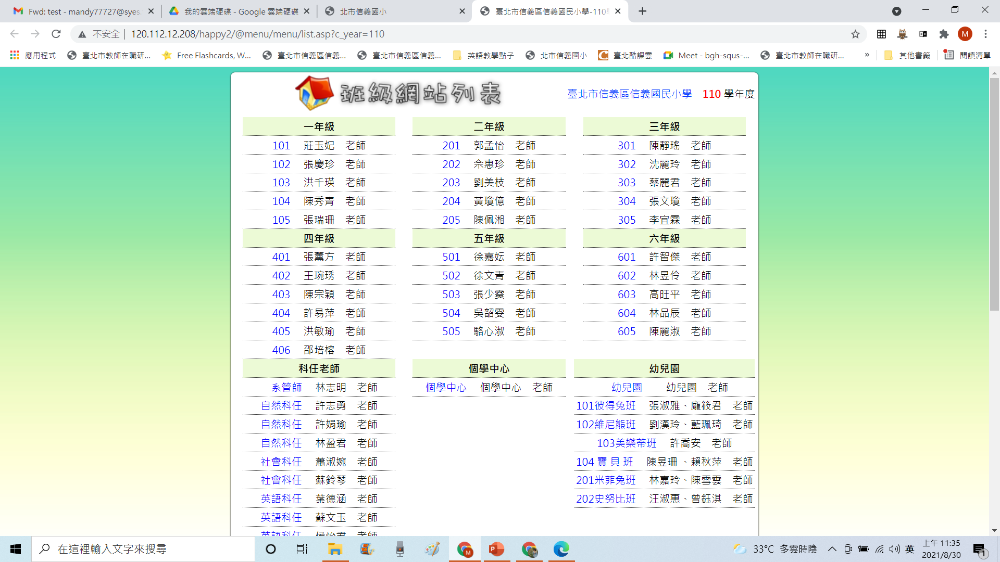 Fwd: test - mandy77727@syes.
我的雲端硬碟 - Google 雲端硬碟
北市信義國小
臺北市信義區信義國民小學-110
不安全 | 120.112.12.208/happy2/@menu/menu/list.asp?c_year=110
M
應用程式 臺北市教師在職研... Free Flashcards, W... 臺北市信義區信義... 臺北市信義區信義... 英語教學點子 北市信義國小 臺北酷課雲 Meet - bgh-squs-... 臺北市教師在職研... » 其他書籤 閱讀清單
班級網站列表 臺北市信義區信義國民小學 110 學年度
一年級 二年級 三年級
101 莊玉妃 老師 201 郭孟怡 老師 301 陳靜瑤 老師
102 張慶珍 老師 202 佘惠珍 老師 302 沈麗玲 老師
103 洪千瑛 老師 203 劉美枝 老師 303 蔡麗君 老師
104 陳秀青 老師 204 黃瓊億 老師 304 張文瓊 老師
105 張瑞珊 老師 205 陳佩湘 老師 305 李宜霖 老師
四年級 五年級 六年級
401 張薰方 老師 501 徐嘉妘 老師 601 許智傑 老師
402 王琬琇 老師 502 徐文青 老師 602 林昱伶 老師
403 陳宗穎 老師 503 張少 老師 603 高旺平 老師
404 許易萍 老師 504 吳韶雯 老師 604 林品辰 老師
405 洪敏瑜 老師 505 駱心淑 老師 605 陳麗淑 老師
406 邵培榕 老師
科任老師 個學中心 幼兒園
系管師 林志明 老師 個學中心 個學中心 老師 幼兒園 幼兒園 老師
自然科任 許志勇 老師 101彼得兔班 張淑雅、龐筱君 老師
自然科任 許娟瑜 老師 102維尼熊班 劉漢玲、藍珮琦 老師
自然科任 林盈君 老師 103美樂蒂班 許喬安 老師
社會科任 蕭淑婉 老師 104 寶 貝 班 陳昱珊 、賴秋萍 老師
社會科任 蘇鈴琴 老師 201米菲兔班 林嘉玲、陳雪雲 老師
英語科任 葉德涵 老師 202史努比班 汪淑惠、曾鈺淇 老師
英語科任 蘇文玉 老師
英語科任 老師
在這裡輸入文字來搜尋
33°C 多雲時陰 英 上午 11:35
2021/8/30
1